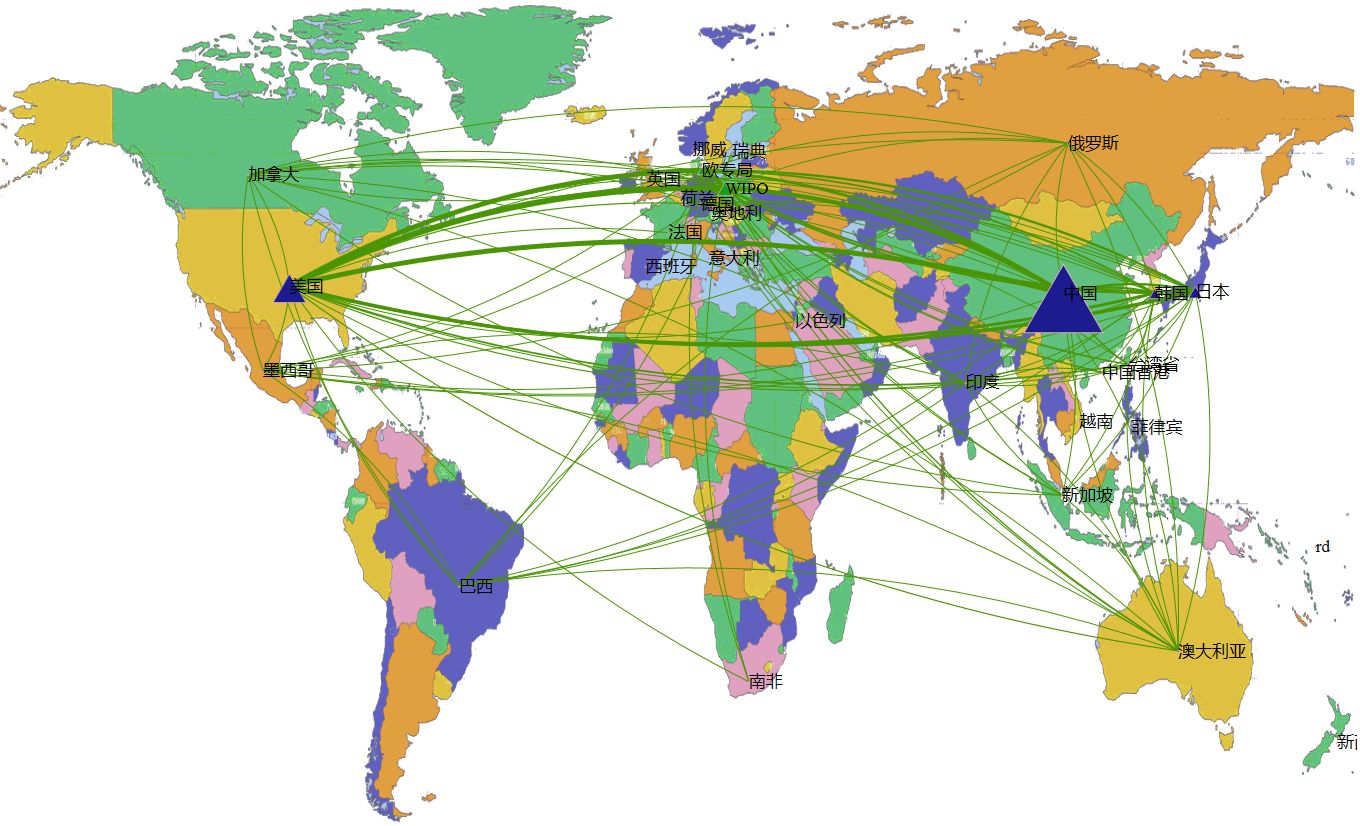 俄罗斯
挪威
瑞典
欧专局
加拿大
英国
WIPO
荷兰
德国
奥地利
法国
意大利
西班牙
美国
中国
韩国
日本
以色列
台湾省
墨西哥
中国香港
印度
越南
菲律宾
新加坡
rd
巴西
澳大利亚
南非